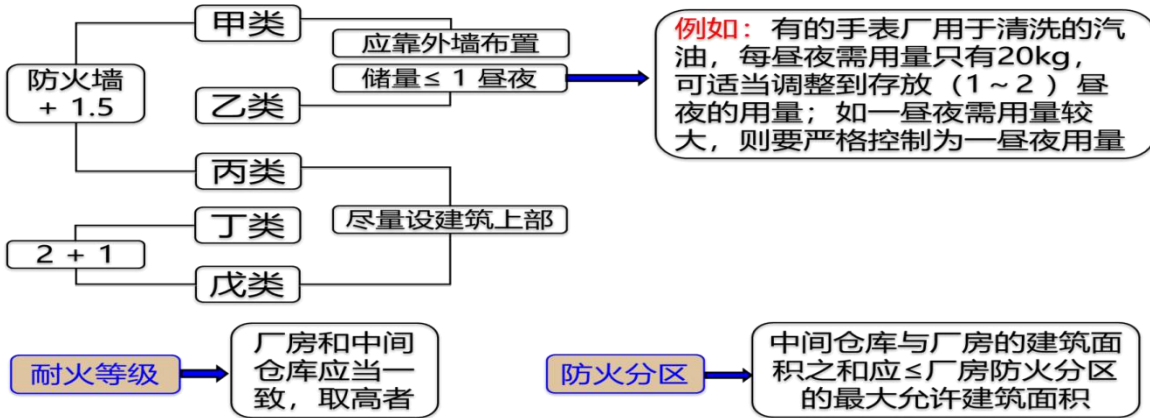 甲类
应靠外墙布置
储量≤ 1 昼夜
乙类
防火墙
+ 1.5
丙类
丁类
尽量设建筑上部
2 + 1
戊类
例如：有的手表厂用于清洗的汽
油，每昼夜需用量只有20kg，
可适当调整到存放（1～2 ）昼
夜的用量；如一昼夜需用量较
大，则要严格控制为一昼夜用量
耐火等级
厂房和中间
仓库应当一
致，取高者
防火分区
中间仓库与厂房的建筑面
积之和应≤厂房防火分区
的最大允许建筑面积